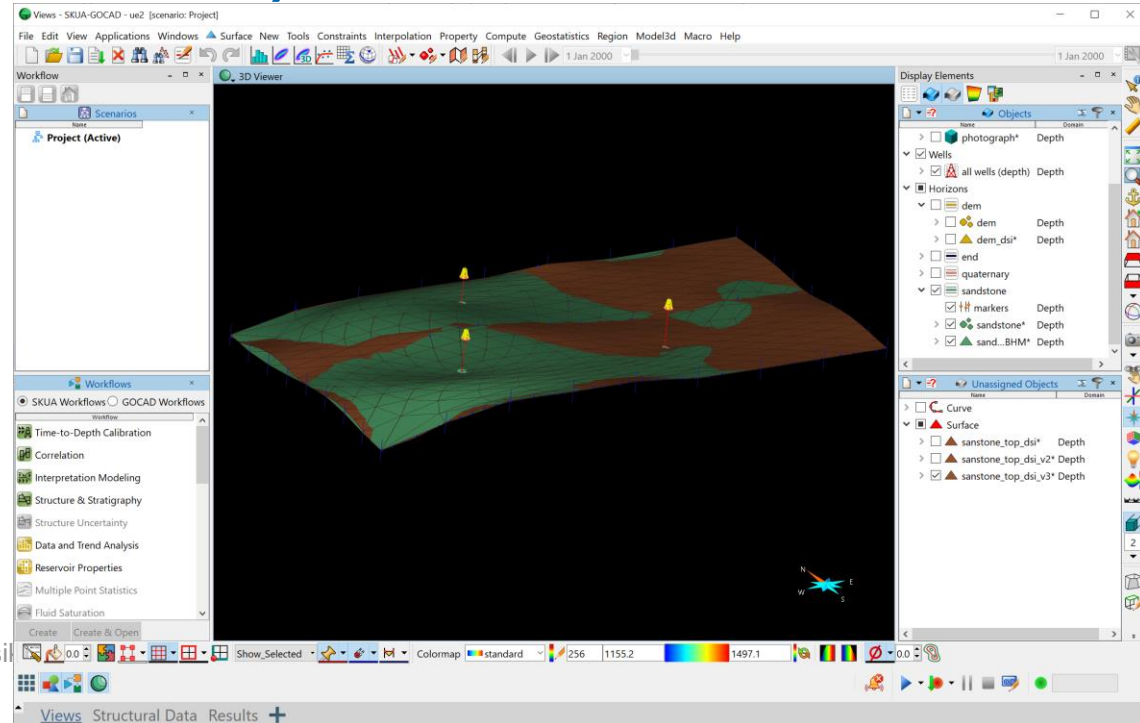 Views - SKUA-GOCAD - ue2 [scenario: Project]
File Edit View Applications Windows Surface New Tools Constraints Interpolation Property Compute Geostatistics Region Model3d Macro Help
1 Jan 2000
1 Jan 2000
Workflow
3D Viewer
Display Elements
Scenarios
Name
Project (Active)
Objects
Name Domain
photograph* Depth
Wells
all wells (depth) Depth
Horizons
dem
dem Depth
dem_dsi* Depth
end
quaternary
sandstone
markers Depth
sandstone* Depth
sand...BHM* Depth
Workflows
SKUA Workflows GOCAD Workflows
Workflow
Time-to-Depth Calibration
Correlation
Interpretation Modeling
Structure & Stratigraphy
Structure Uncertainty
Data and Trend Analysis
Reservoir Properties
Multiple Point Statistics
Fluid Saturation
Create Create & Open
Unassigned Objects
Name Domain
Curve
Surface
sanstone_top_dsi* Depth
sanstone_top_dsi_v2* Depth
sanstone_top_dsi_v3* Depth
2
N
E
W
S
0.0 Show_Selected Colormap standard 256 1155.2 1497.1 0.0
Views Structural Data Results